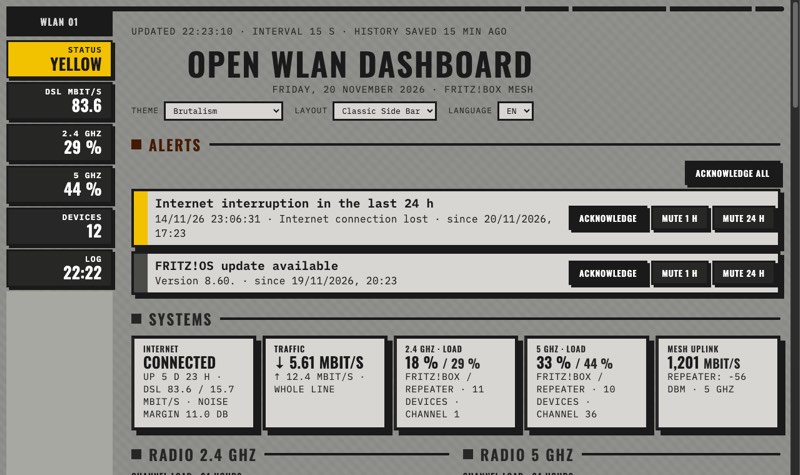 WLAN 01
STATUS
YELLOW
DSL MBIT/S
83.6
2.4 GHZ
29 %
5 GHZ
44 %
DEVICES
12
LOG
22:22
UPDATED 22:23:10 · INTERVAL 15 S · HISTORY SAVED 15 MIN AGO
OPEN WLAN DASHBOARD
FRIDAY, 20 NOVEMBER 2026 · FRITZ!BOX MESH
THEME Brutalism LAYOUT Classic Side Bar LANGUAGE EN
ALERTS
ACKNOWLEDGE ALL
Internet interruption in the last 24 h
14/11/26 23:06:31 · Internet connection lost · since 20/11/2026,
17:23
ACKNOWLEDGE MUTE 1 H MUTE 24 H
FRITZ!OS update available
Version 8.60. · since 19/11/2026, 20:23
ACKNOWLEDGE MUTE 1 H MUTE 24 H
SYSTEMS
INTERNET
CONNECTED
UP 5 D 23 H ·
DSL 83.6 / 15.7
MBIT/S · NOISE
MARGIN 11.0 DB
TRAFFIC
↓ 5.61 MBIT/S
↑ 12.4 MBIT/S ·
WHOLE LINE
2.4 GHZ · LOAD
18 % / 29 %
FRITZ!BOX /
REPEATER · 11
DEVICES ·
CHANNEL 1
5 GHZ · LOAD
33 % / 44 %
FRITZ!BOX /
REPEATER · 10
DEVICES ·
CHANNEL 36
MESH UPLINK
1,201 MBIT/S
REPEATER: -56
DBM · 5 GHZ
RADIO 2.4 GHZ
RADIO 5 GHZ